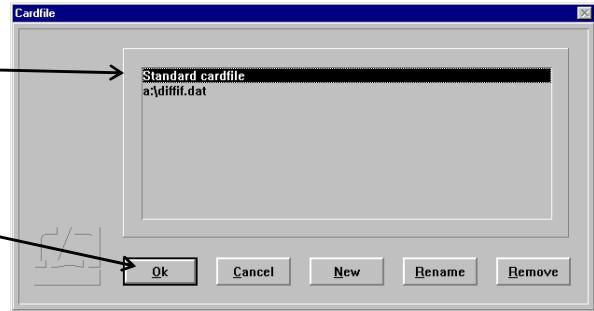 Cardfile
Standard cardfile
a:\diffif.dat
Ok
Cancel
New
Rename
Remove